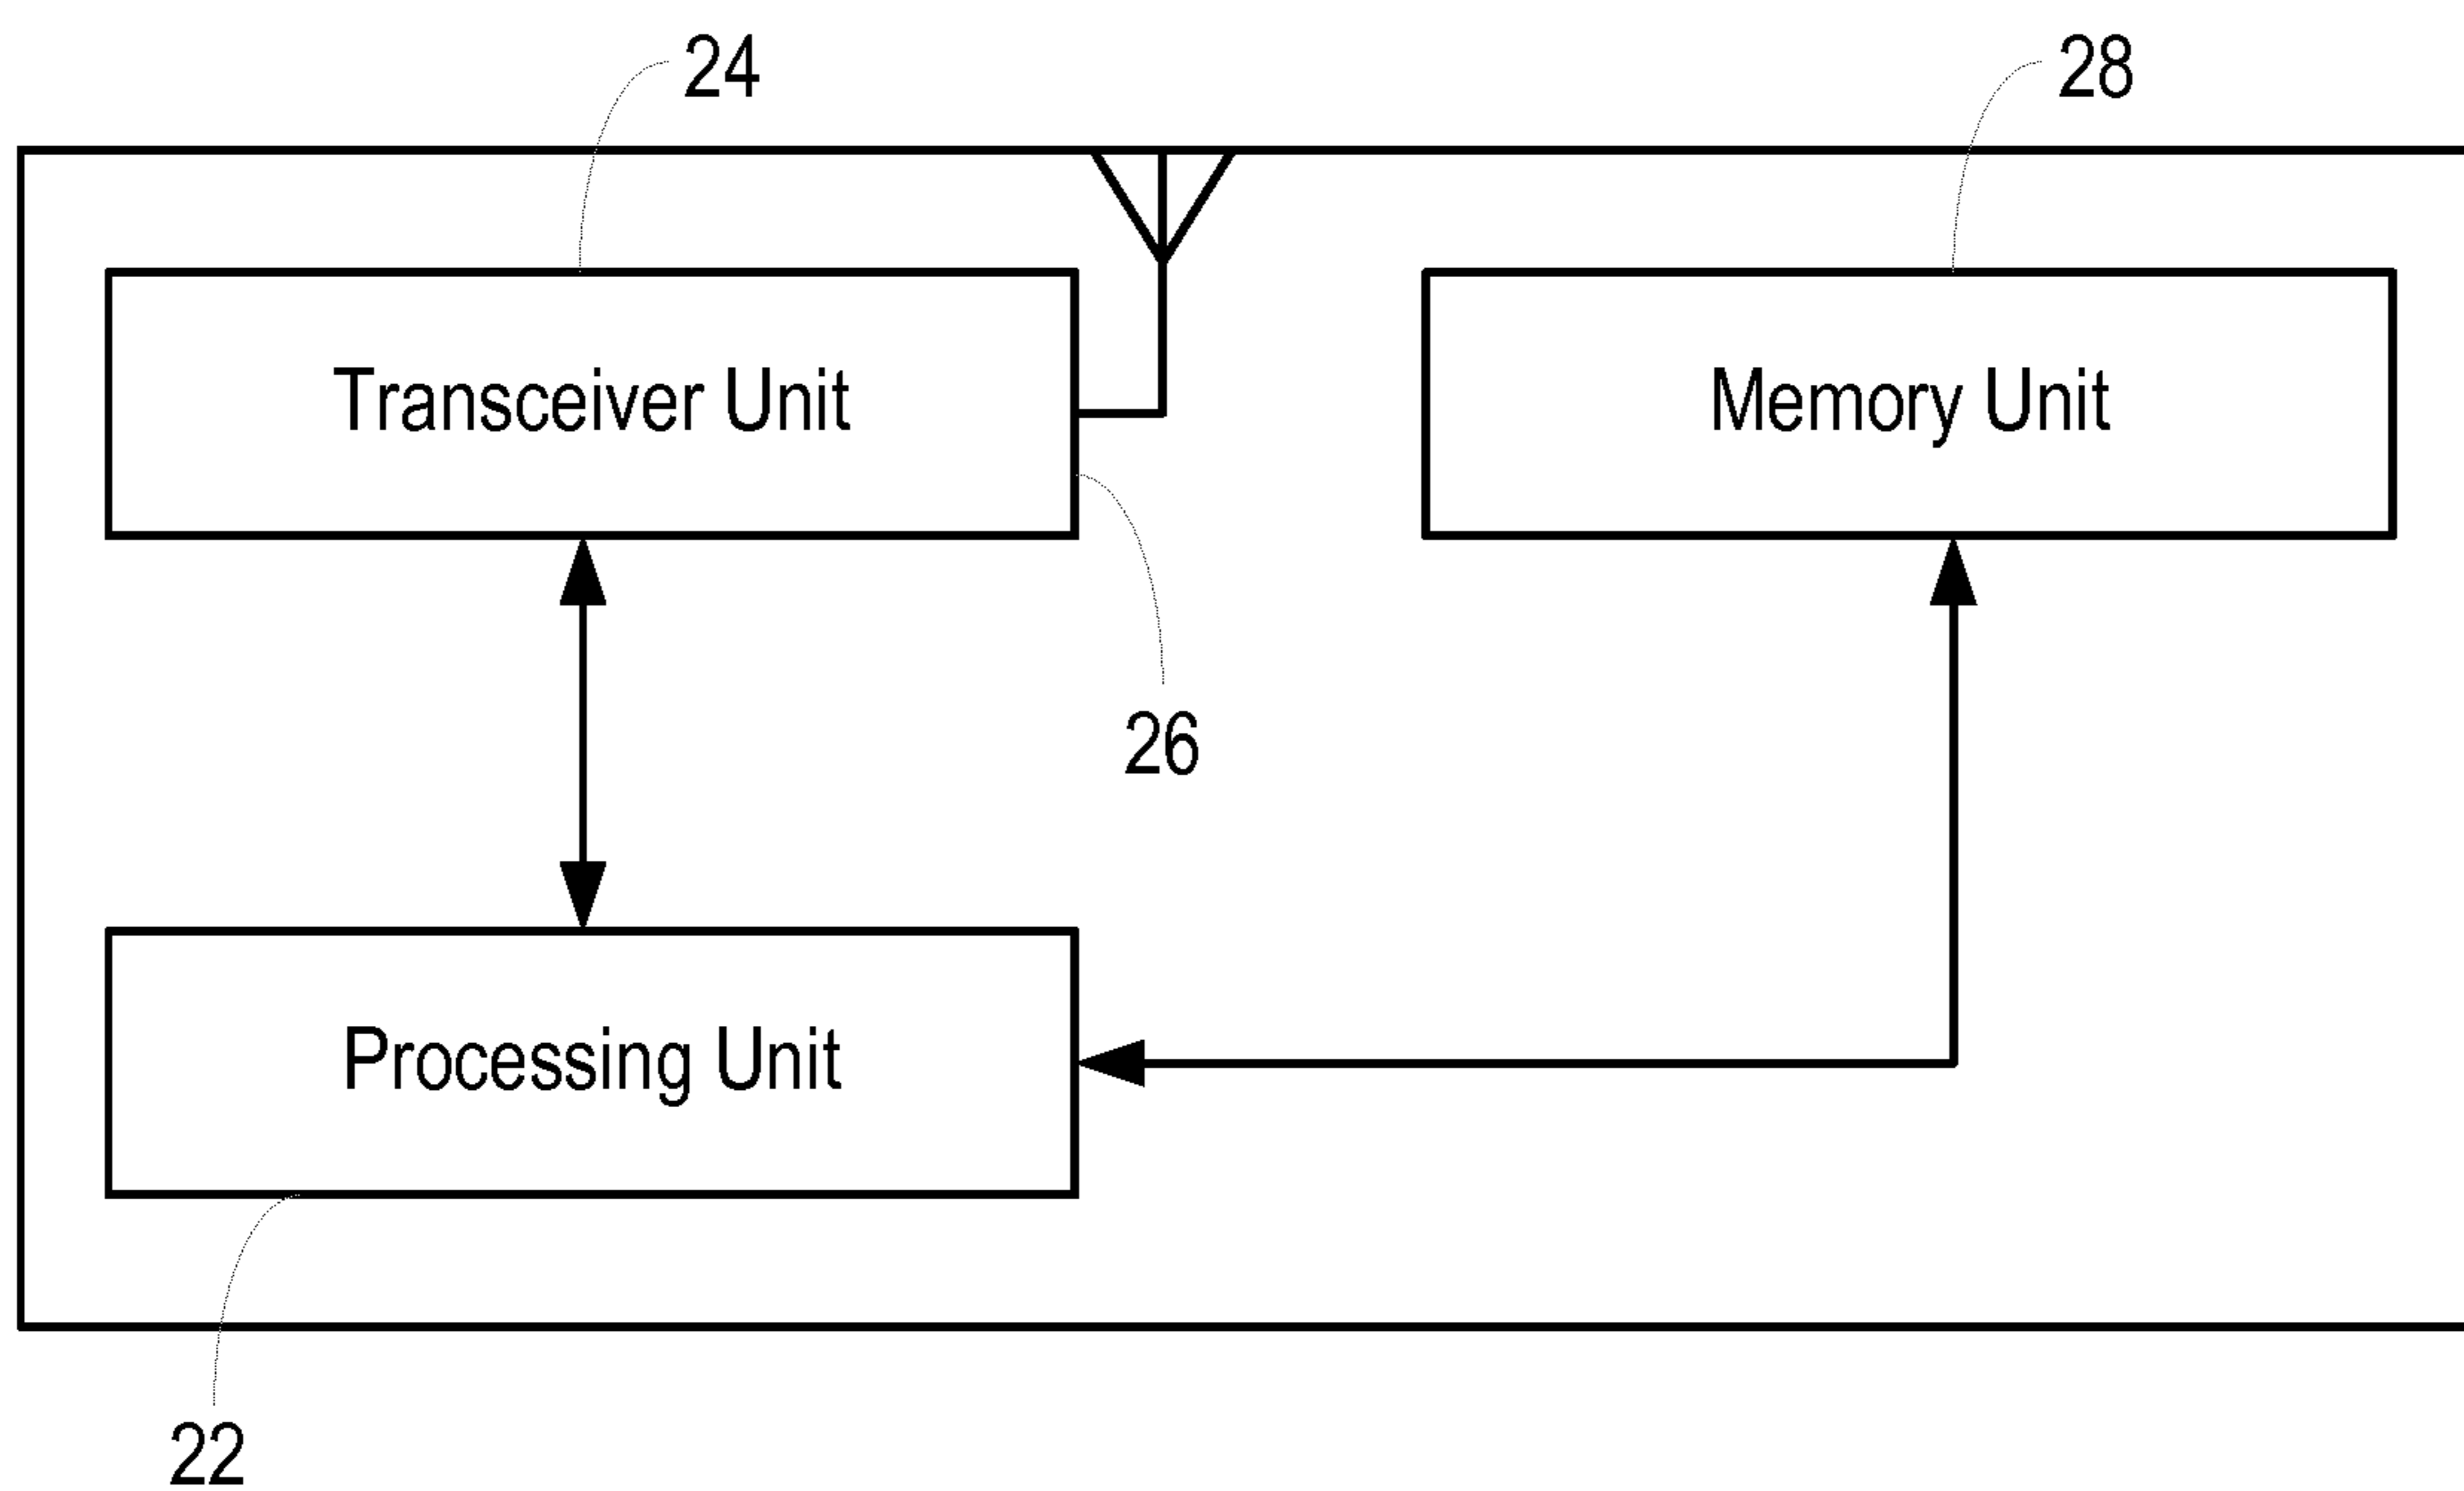 24
28
Transceiver Unit
Memory Unit
26
Processing Unit
22